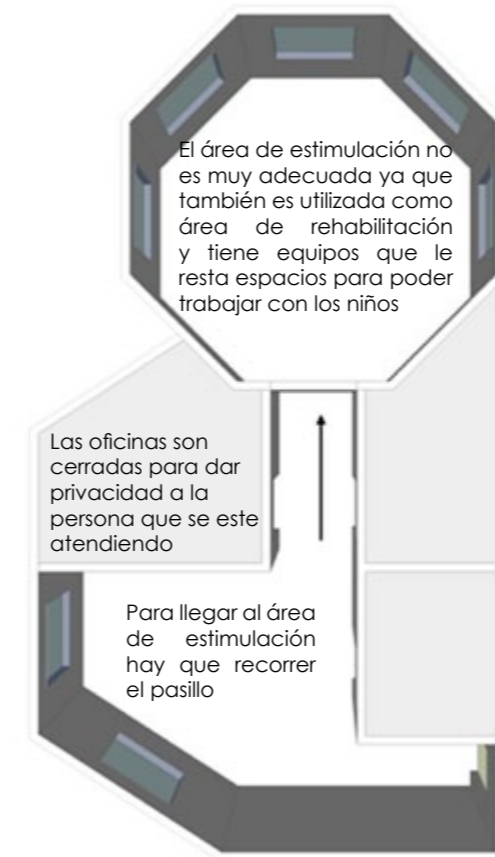 El área de estimulación no
es muy adecuada ya que
también es utilizada como
área de rehabilitación
y tiene equipos que le
resta espacios para poder
trabajar con los niños
Las oficinas son
cerradas para dar
privacidad a la
persona que se este
atendiendo
Para llegar al área
de estimulación
hay que recorrer
el pasillo